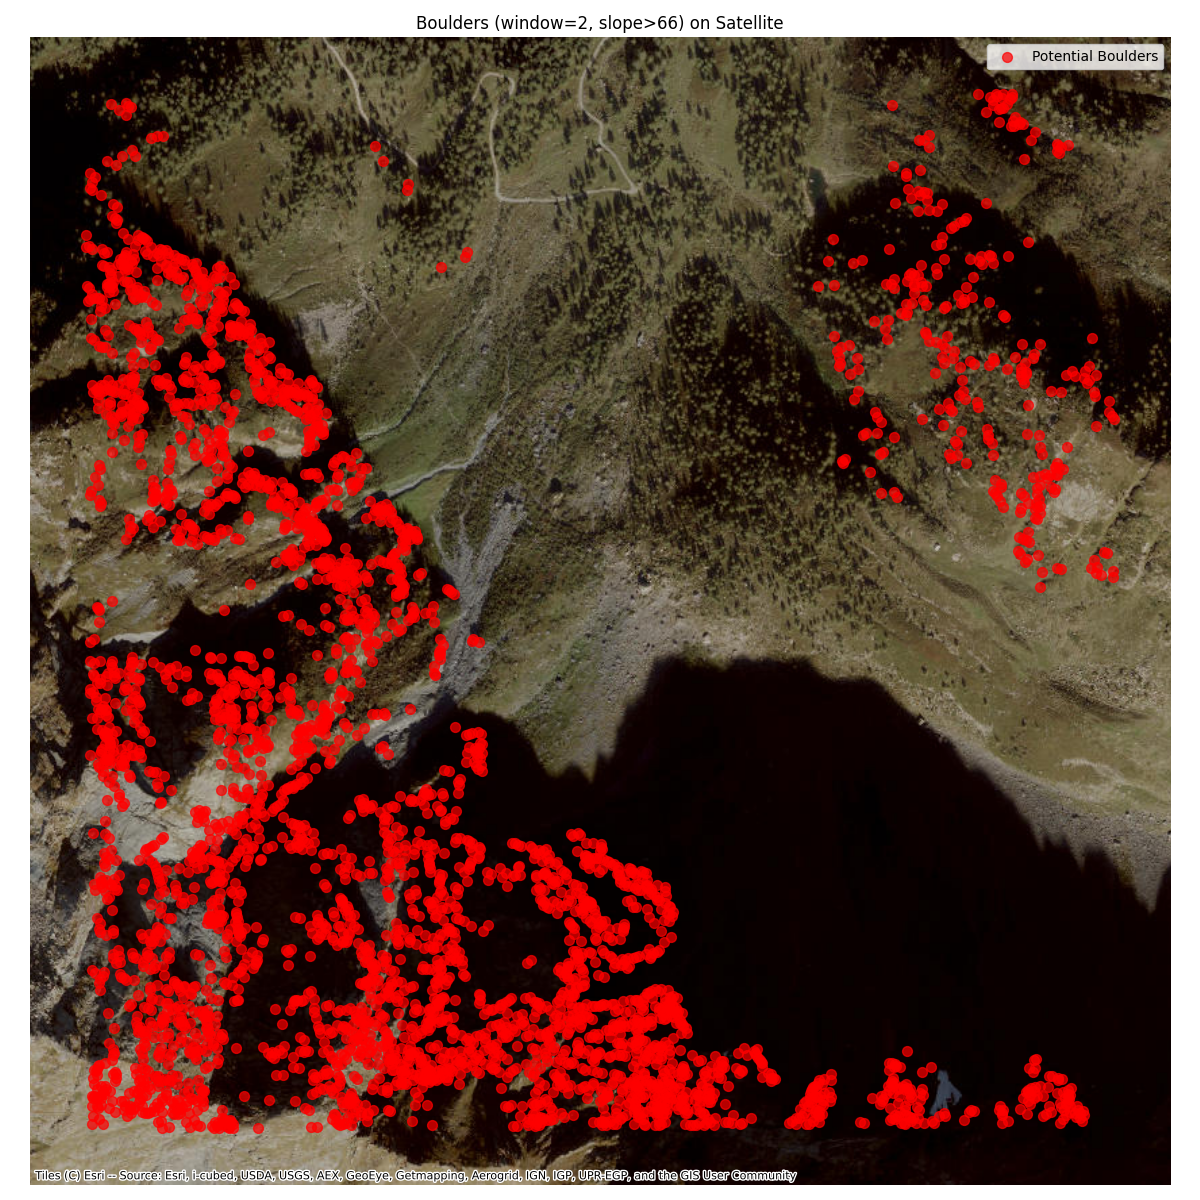 Boulders (window=2, slope>66) on Satellite
Potential Boulders
Tiles (C) Esri -- Source: Esri, i-cubed, USDA, USGS, AEX, GeoEye, Getmapping, Aerogrid, IGN, IGP, UPR-EGP, and the GIS User Community